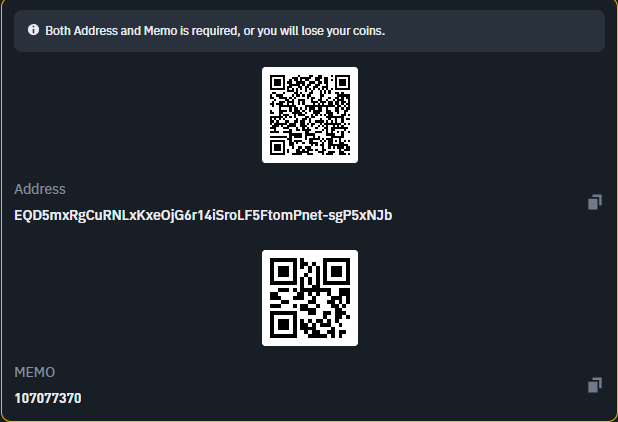 Both Address and Memo is required, or you will lose your coins.
Address
EQD5mxRgCuRNLxKxeOjG6r14iSroLF5FtomPnet-sgP5xNJb
MEMO
107077370